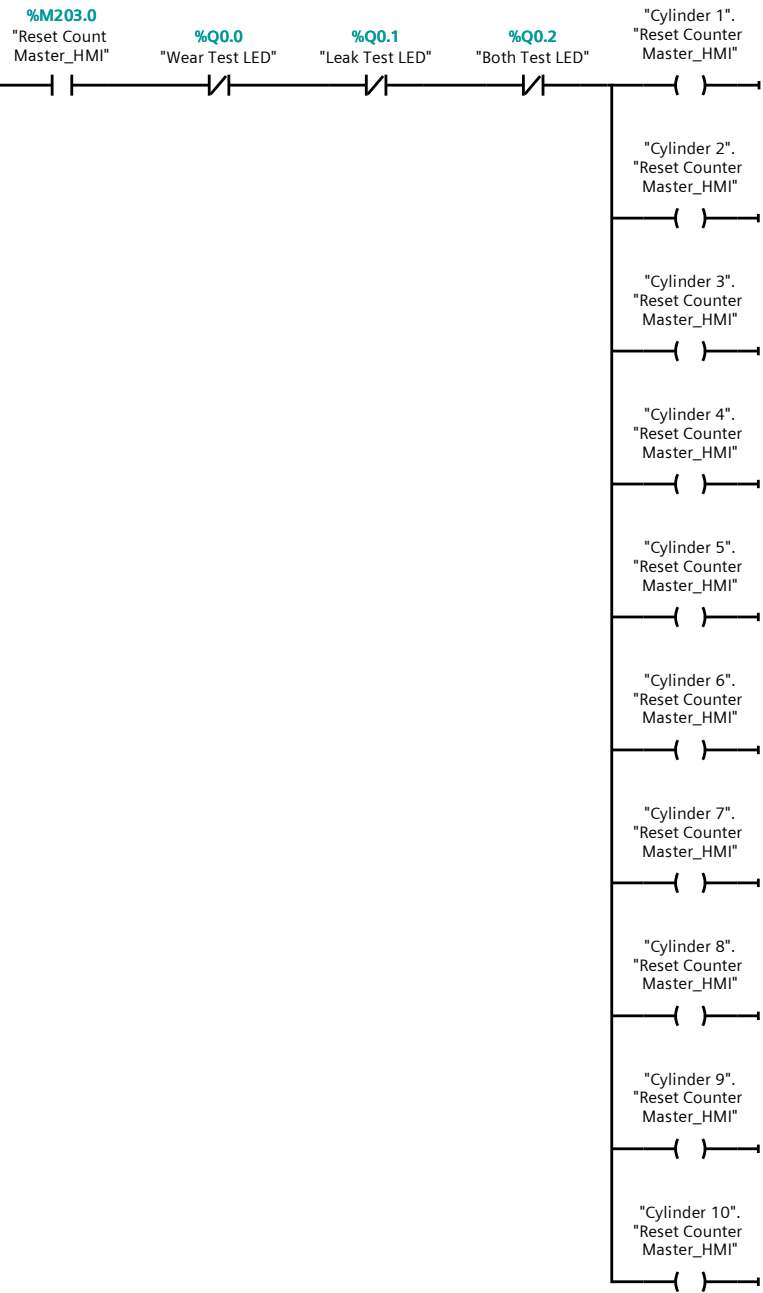 %M203.0
"Reset Count
Master_HMI"
%Q0.0
"Wear Test LED"
%Q0.1
"Leak Test LED"
%Q0.2
"Both Test LED"
"Cylinder 1".
"Reset Counter
Master_HMI"
"Cylinder 2".
"Reset Counter
Master_HMI"
"Cylinder 3".
"Reset Counter
Master_HMI"
"Cylinder 4".
"Reset Counter
Master_HMI"
"Cylinder 5".
"Reset Counter
Master_HMI"
"Cylinder 6".
"Reset Counter
Master_HMI"
"Cylinder 7".
"Reset Counter
Master_HMI"
"Cylinder 8".
"Reset Counter
Master_HMI"
"Cylinder 9".
"Reset Counter
Master_HMI"
"Cylinder 10".
"Reset Counter
Master_HMI"